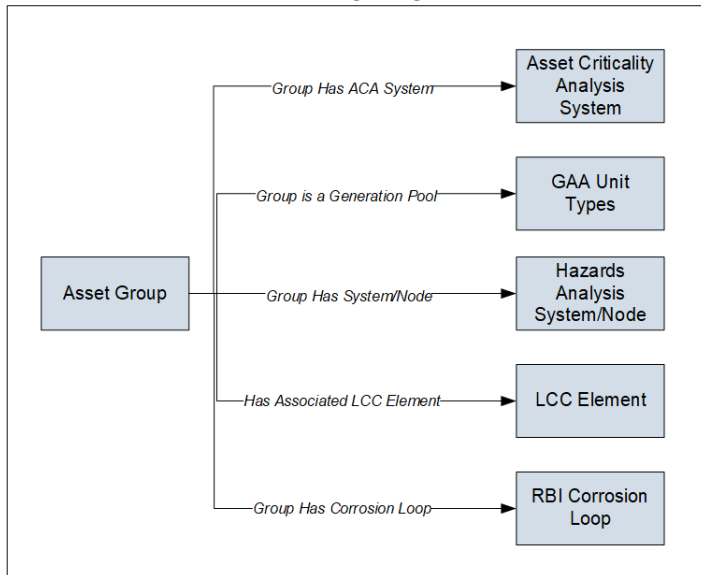 Group Has ACA System
Asset Criticality
Analysis
System
Group is a Generation Pool
GAA Unit
Types
Asset Group
Group Has System/Node
Hazards
Analysis
System/Node
Has Associated LCC Element
LCC Element
Group Has Corrosion Loop
RBI Corrosion
Loop